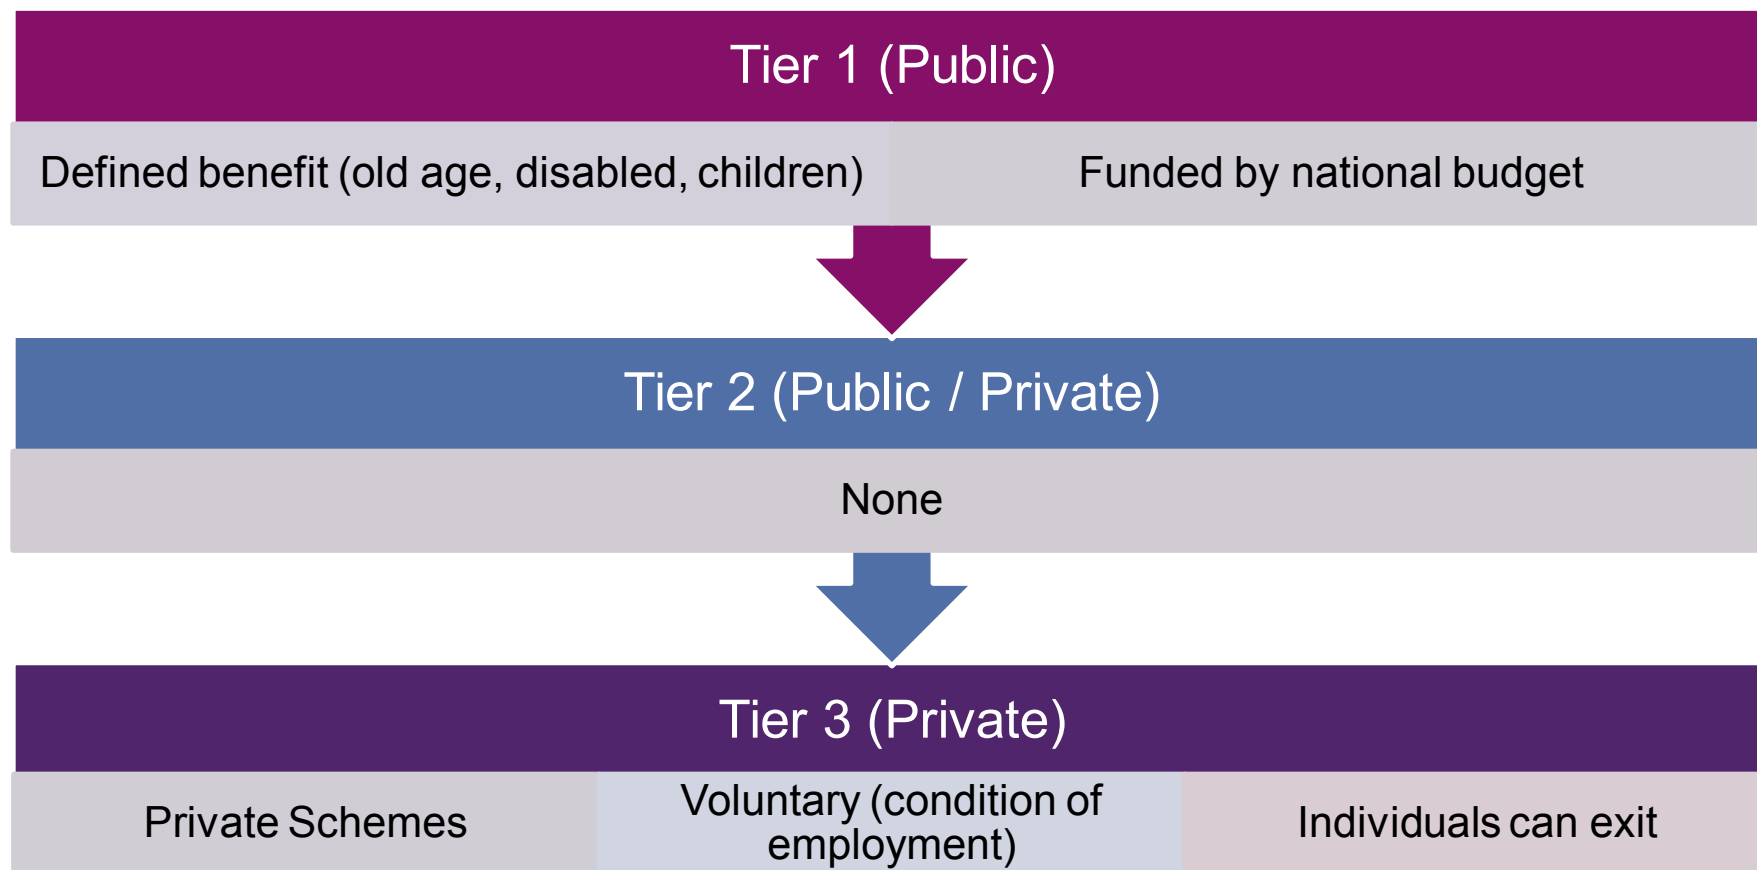 Tier 1 (Public)
Defined benefit (old age, disabled, children)
Funded by national budget
Tier 2 (Public / Private)
None
Tier 3 (Private)
Private Schemes
Voluntary (condition of
employment)
Individuals can exit